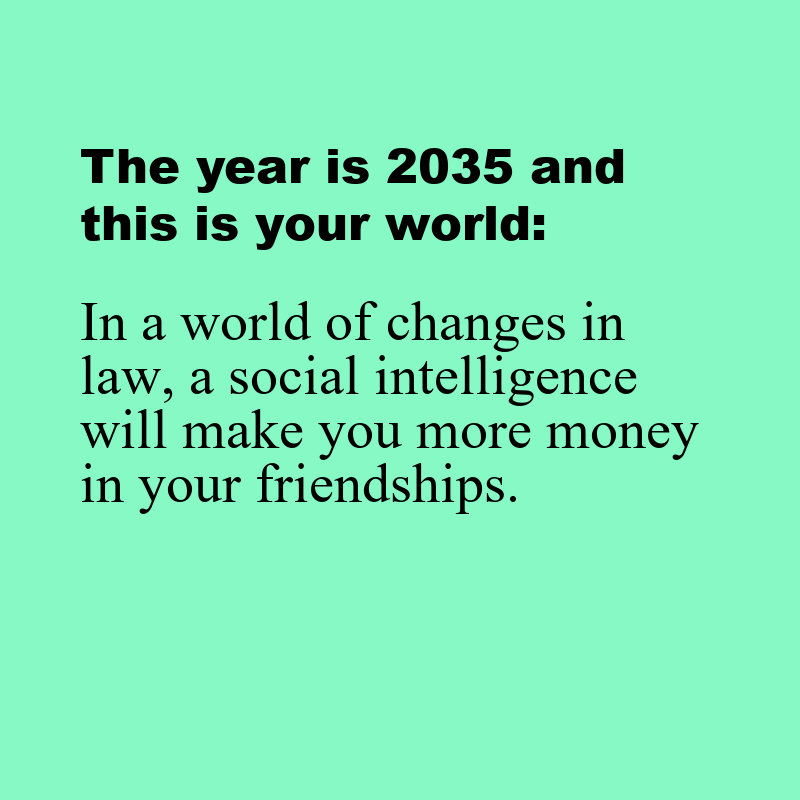 The year is 2035 and
this is your world:
In a world of changes in
law, a social intelligence
will make you more money
in your friendships.